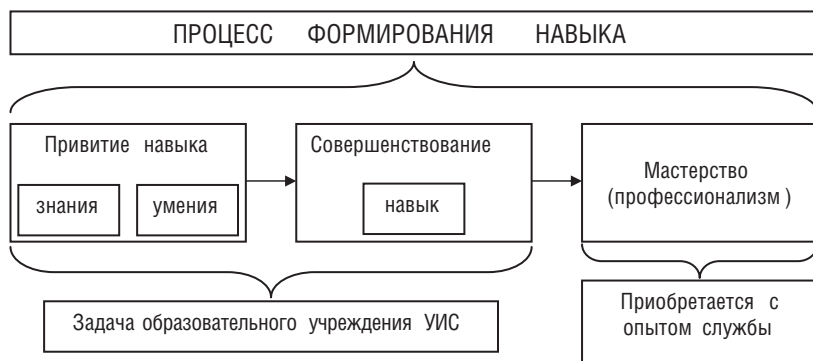 ПРОЦЕСС ФОРМИРОВАНИЯ НАВЫКА
Привитие навыка
знания
умения
Совершенствование
навык
Мастерство
(профессионализм )
Задача образовательного учреждения УИС
Приобретается с
опытом службы